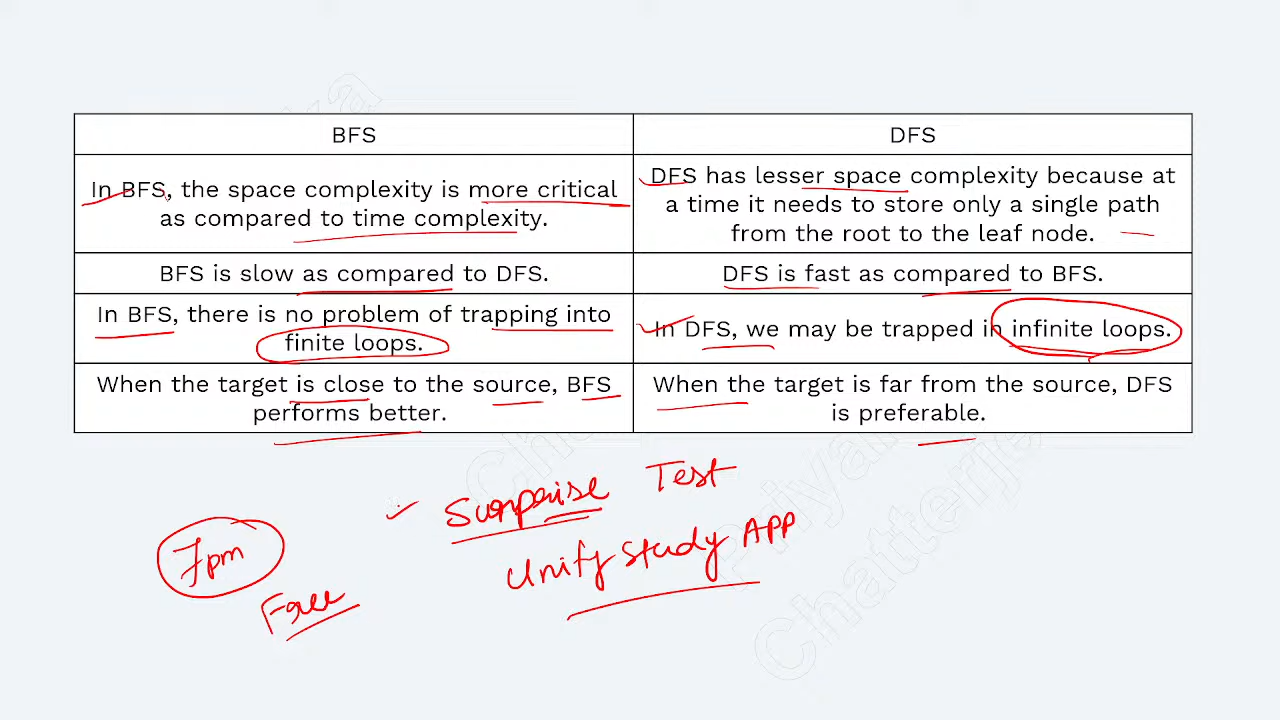 BFS
DFS
In BFS, the space complexity is more critical
as compared to time complexity.
DFS has lesser space complexity because at
a time it needs to store only a single path
from the root to the leaf node.
BFS is slow as compared to DFS.
DFS is fast as compared to BFS.
In BFS, there is no problem of trapping into
finite loops.
In DFS, we may be trapped in infinite loops.
When the target is close to the source, BFS
performs better.
When the target is far from the source, DFS
is preferable.
Surprise Test
Unify Study APP
7pm
Free